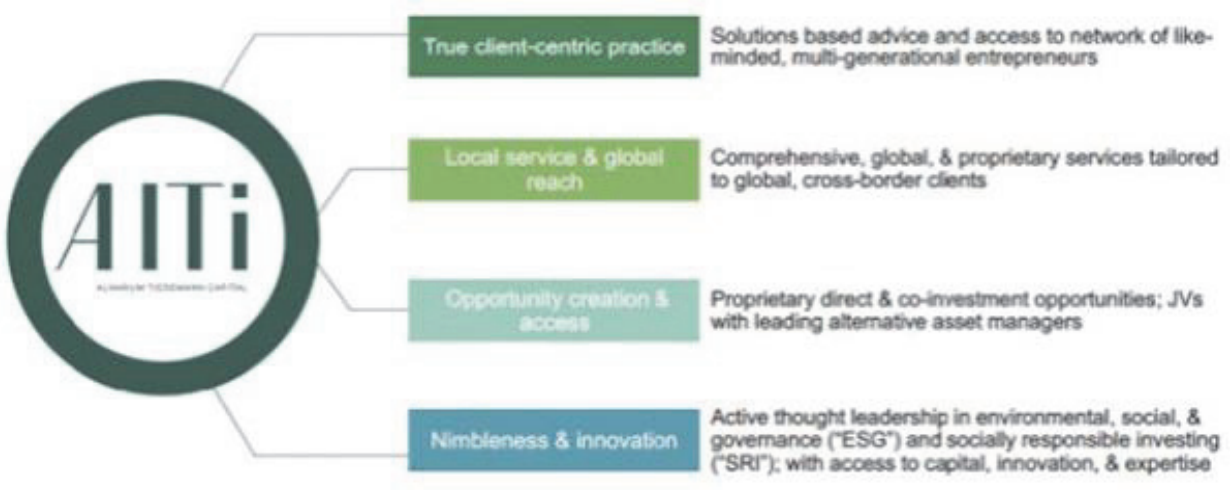 AlTi
ALVARIUM TIEDEMANN CAPITAL
True client-centric practice
Solutions based advice and access to network of like-
minded, multi-generational entrepreneurs
Local service & global
reach
Comprehensive, global, & proprietary services tailored
to global, cross-border clients
Opportunity creation &
access
Proprietary direct & co-investment opportunities; JVs
with leading alternative asset managers
Nimbleness & innovation
Active thought leadership in environmental, social, &
governance ("ESG") and socially responsible investing
("SRI"); with access to capital, innovation, & expertise